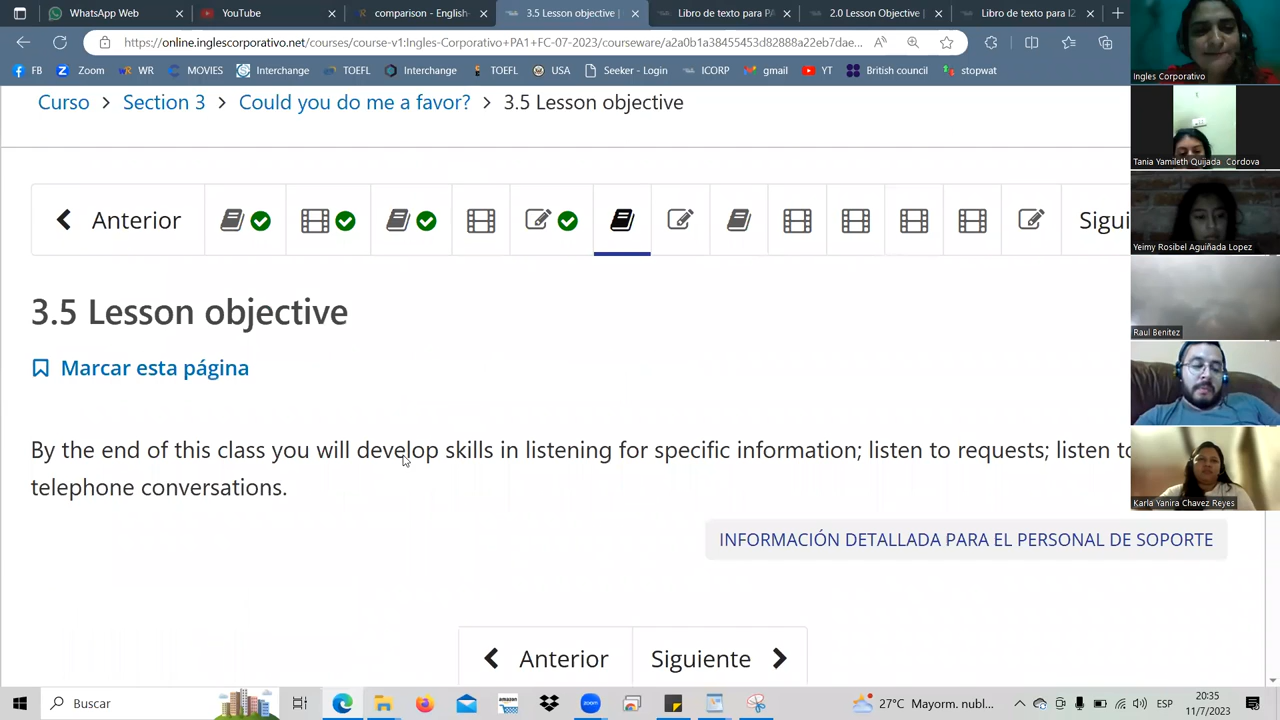 WhatsApp Web
YouTube
comparison - English-
3.5 Lesson objective |
Libro de texto para PA
2.0 Lesson Objective |
Libro de texto para I2
https://online.inglescorporativo.net/courses/course-v1:Ingles-Corporativo+PA1+FC-07-2023/courseware/a2a0b1a38455453d82888a22eb7dae...
FB
Zoom
WR
MOVIES
Interchange
TOEFL
Interchange
TOEFL
USA
Seeker - Login
ICORP
gmail
YT
British council
stopwat
Curso > Section 3 > Could you do me a favor? > 3.5 Lesson objective
Anterior
Sigui
3.5 Lesson objective
Marcar esta página
By the end of this class you will develop skills in listening for specific information; listen to requests; listen to
telephone conversations.
INFORMACIÓN DETALLADA PARA EL PERSONAL DE SOPORTE
Anterior
Siguiente
Ingles Corporativo
Tania Yamileth Quijada Cordova
Yeimy Rosibel Aguiñada Lopez
Raul Benitez
Karla Yanira Chavez Reyes
Buscar
27°C Mayorm. nubl...
ESP
20:35
11/7/2023